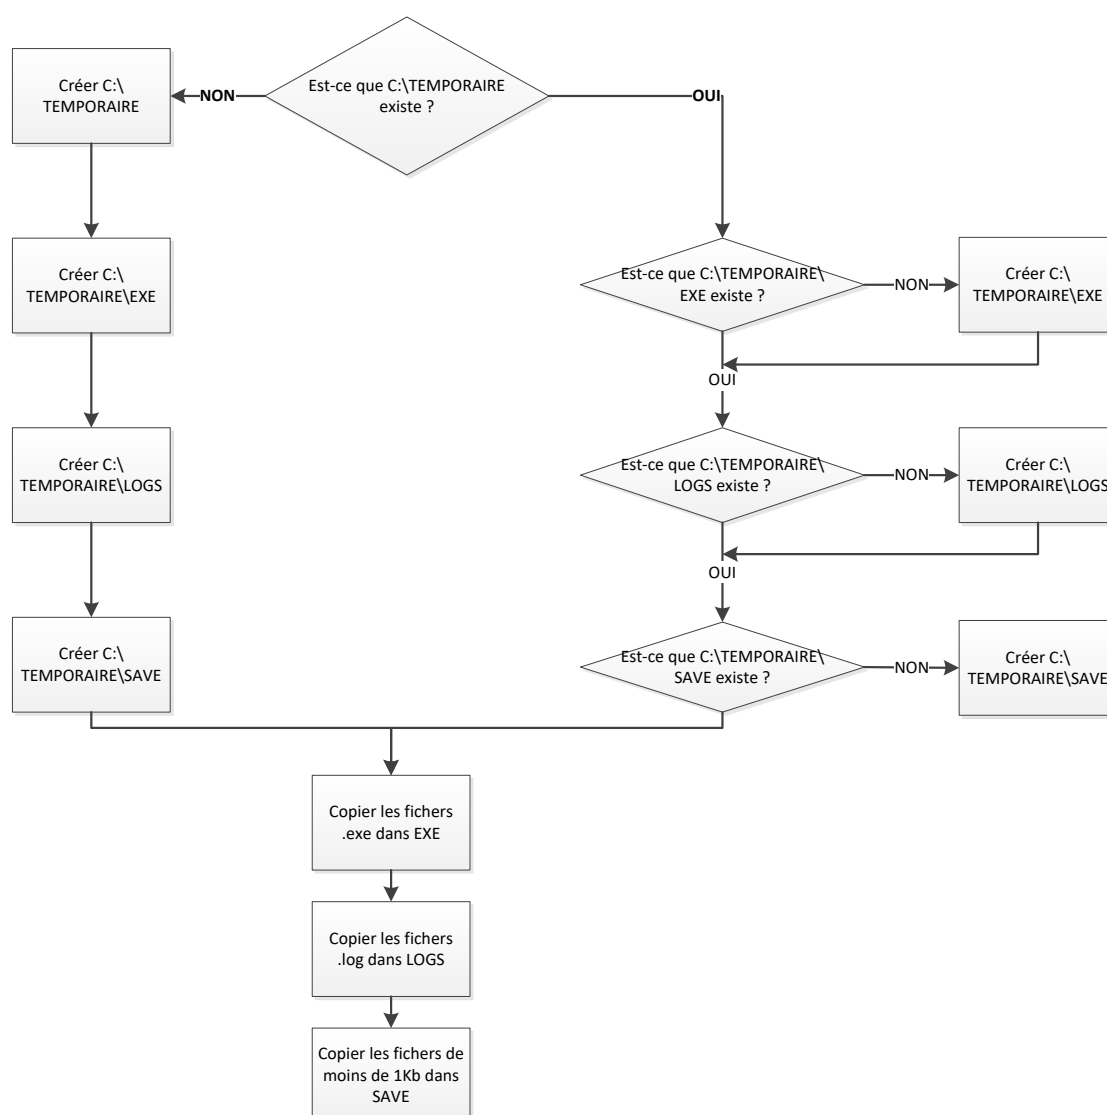 Créer C:\
TEMPORAIRE
NON
Est-ce que C:\TEMPORAIRE
existe ?
OUI
Créer C:\
TEMPORAIRE\EXE
Est-ce que C:\TEMPORAIRE\
EXE existe ?
NON
Créer C:\
TEMPORAIRE\EXE
OUI
Créer C:\
TEMPORAIRE\LOGS
Est-ce que C:\TEMPORAIRE\
LOGS existe ?
NON
Créer C:\
TEMPORAIRE\LOGS
OUI
Créer C:\
TEMPORAIRE\SAVE
Est-ce que C:\TEMPORAIRE\
SAVE existe ?
NON
Créer C:\
TEMPORAIRE\SAVE
Copier les fichers
.exe dans EXE
Copier les fichers
.log dans LOGS
Copier les fichers de
moins de 1Kb dans
SAVE